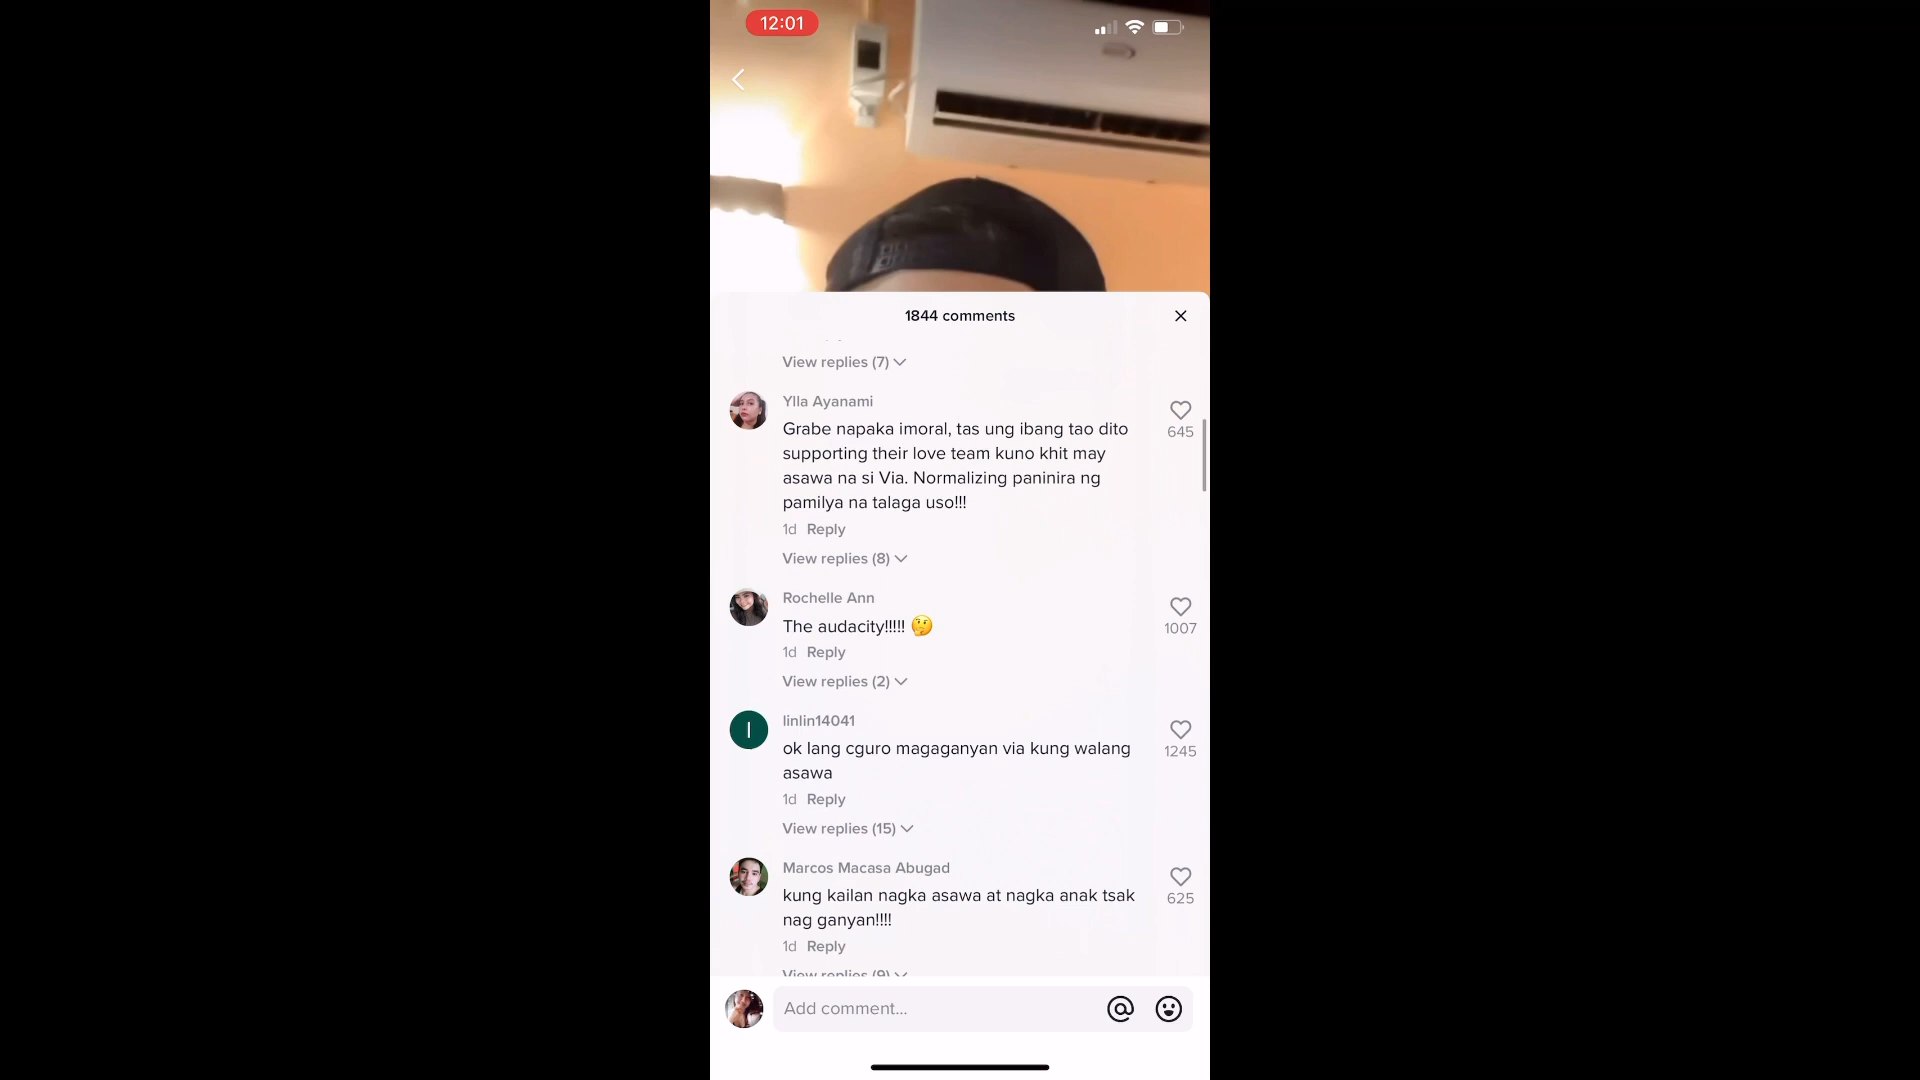 12:01
1844 comments
View replies (7)
Ylla Ayanami
Grabe napaka imoral, tas ung ibang tao dito
supporting their love team kuno khit may
asawa na si Via. Normalizing paninira ng
pamilya na talaga uso!!!
645
1d Reply
View replies (8)
Rochelle Ann
The audacity!!!!! 🤔
1007
1d Reply
View replies (2)
l
linlin14041
ok lang cguro magaganyan via kung walang
asawa
1245
1d Reply
View replies (15)
Marcos Macasa Abugad
kung kailan nagka asawa at nagka anak tsak
nag ganyan!!!!
625
1d Reply
View replies (9)
Add comment...